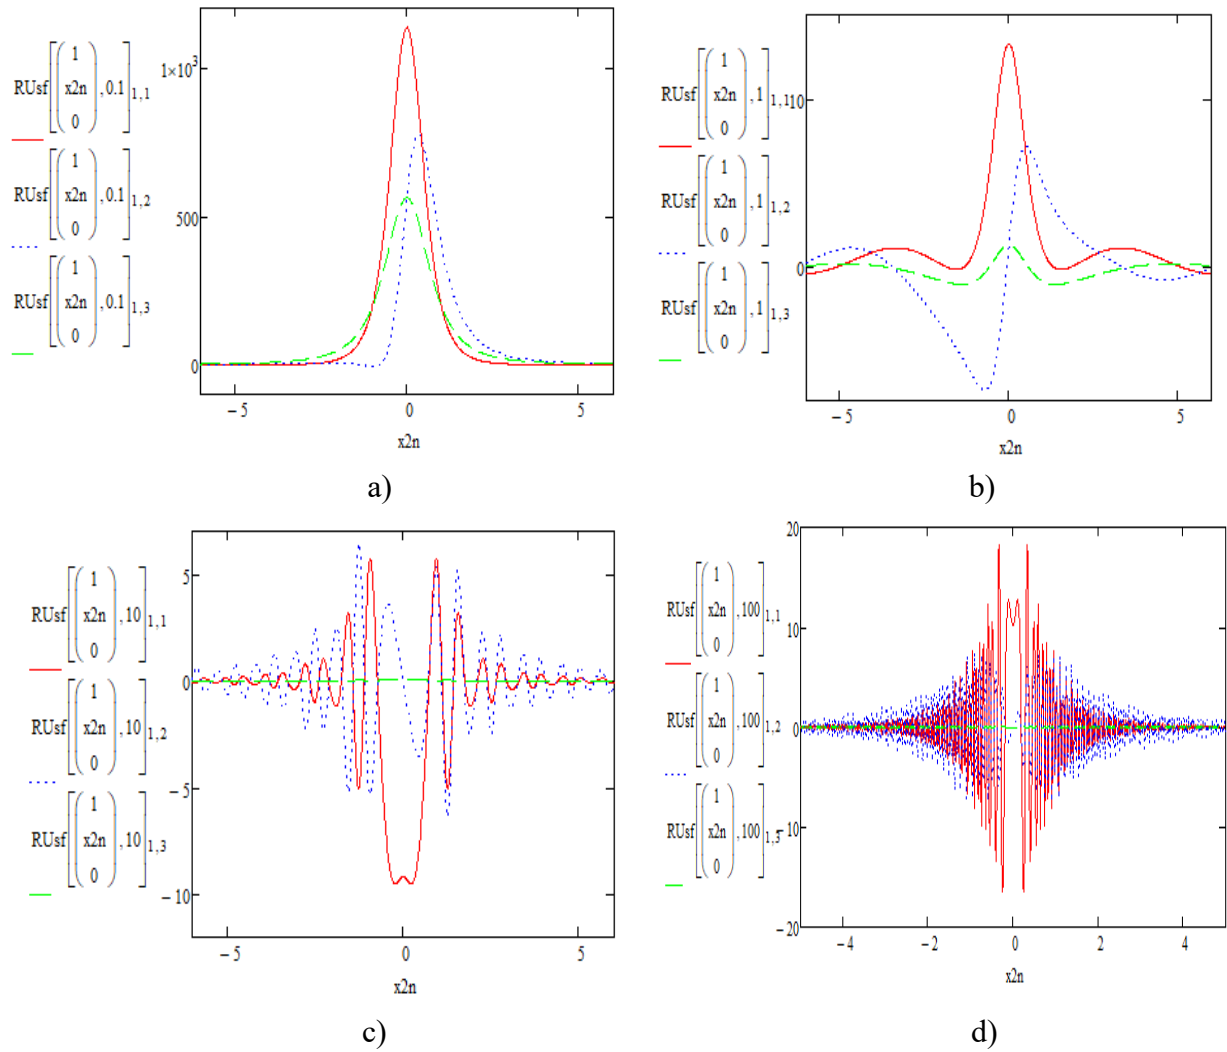 RUsf[(1 x2n 0), 0.1]1,1
RUsf[(1 x2n 0), 0.1]1,2
RUsf[(1 x2n 0), 0.1]1,3
1×10³
500
0
−5
0
5
x2n
a)
RUsf[(1 x2n 0), 1]1,1
RUsf[(1 x2n 0), 1]1,2
RUsf[(1 x2n 0), 1]1,3
10
0
−5
0
5
x2n
b)
RUsf[(1 x2n 0), 10]1,1
RUsf[(1 x2n 0), 10]1,2
RUsf[(1 x2n 0), 10]1,3
5
0
−5
−10
−5
0
5
x2n
c)
RUsf[(1 x2n 0), 100]1,1
RUsf[(1 x2n 0), 100]1,2
RUsf[(1 x2n 0), 100]1,3
20
10
0
−10
−20
−4
−2
0
2
4
x2n
d)